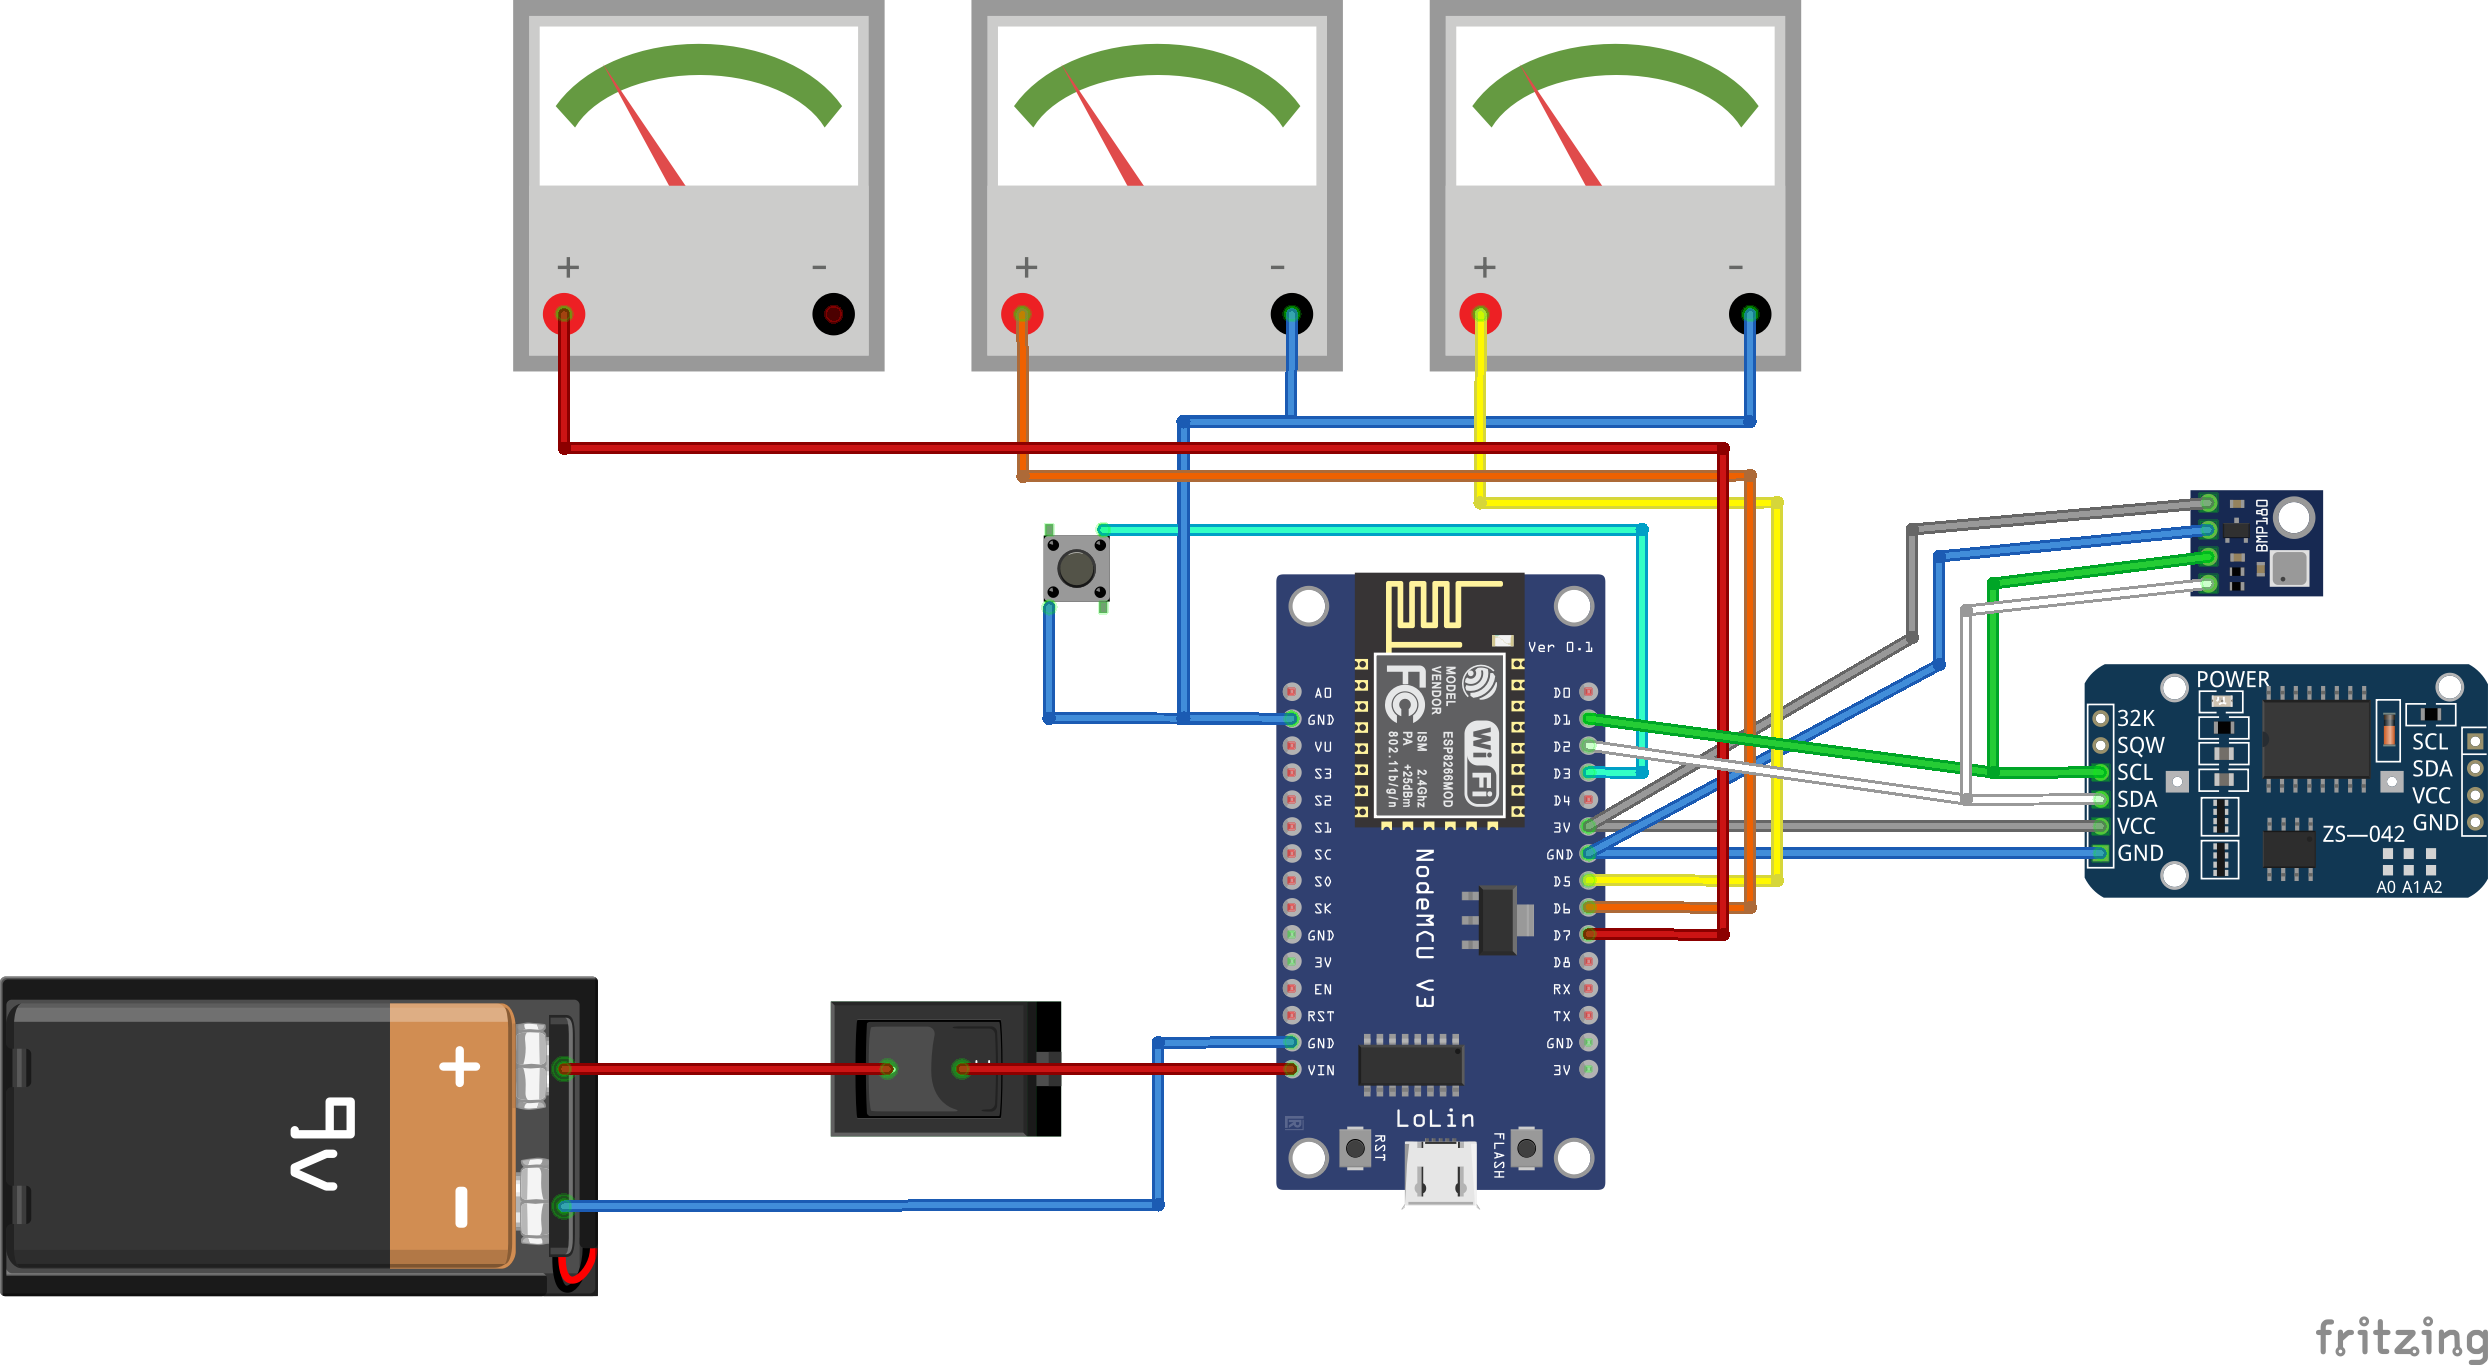 + -
+ -
+ -
BMP180
Ver 0.1
MODEL
VENDOR
FC
ISM 2.4GHz
PA +25dBm
802.11b/g/n
ESP8266MOD
WiFi
A0
GND
VU
S3
S2
S1
SC
S0
SK
GND
3V
EN
RST
GND
VIN
D0
D1
D2
D3
D4
3V
GND
D5
D6
D7
D8
RX
TX
GND
3V
NodeMCU V3
LoLin
RST
FLASH
POWER
32K
SQW
SCL
SDA
VCC
GND
SCL
SDA
VCC
GND
ZS—042
A0 A1 A2
+
9V
-
fritzing